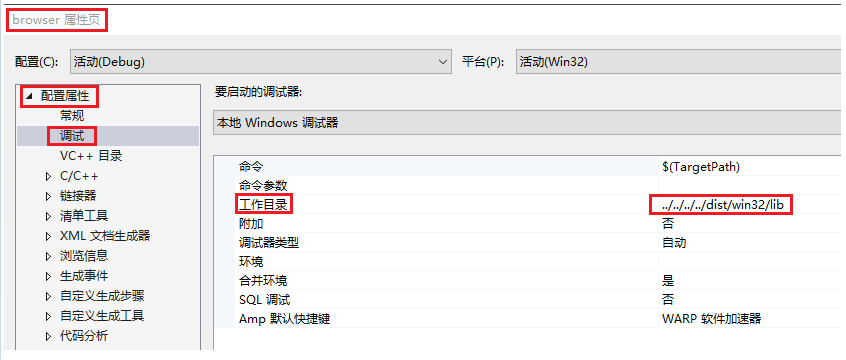 browser 属性页
配置(C): 活动(Debug) 平台(P): 活动(Win32)
配置属性
常规
调试
VC++ 目录
C/C++
链接器
清单工具
XML 文档生成器
浏览信息
生成事件
自定义生成步骤
自定义生成工具
代码分析
要启动的调试器:
本地 Windows 调试器
命令 $(TargetPath)
命令参数
工作目录 ../../../../dist/win32/lib
附加 否
调试器类型 自动
环境
合并环境 是
SQL 调试 否
Amp 默认快捷键 WARP 软件加速器